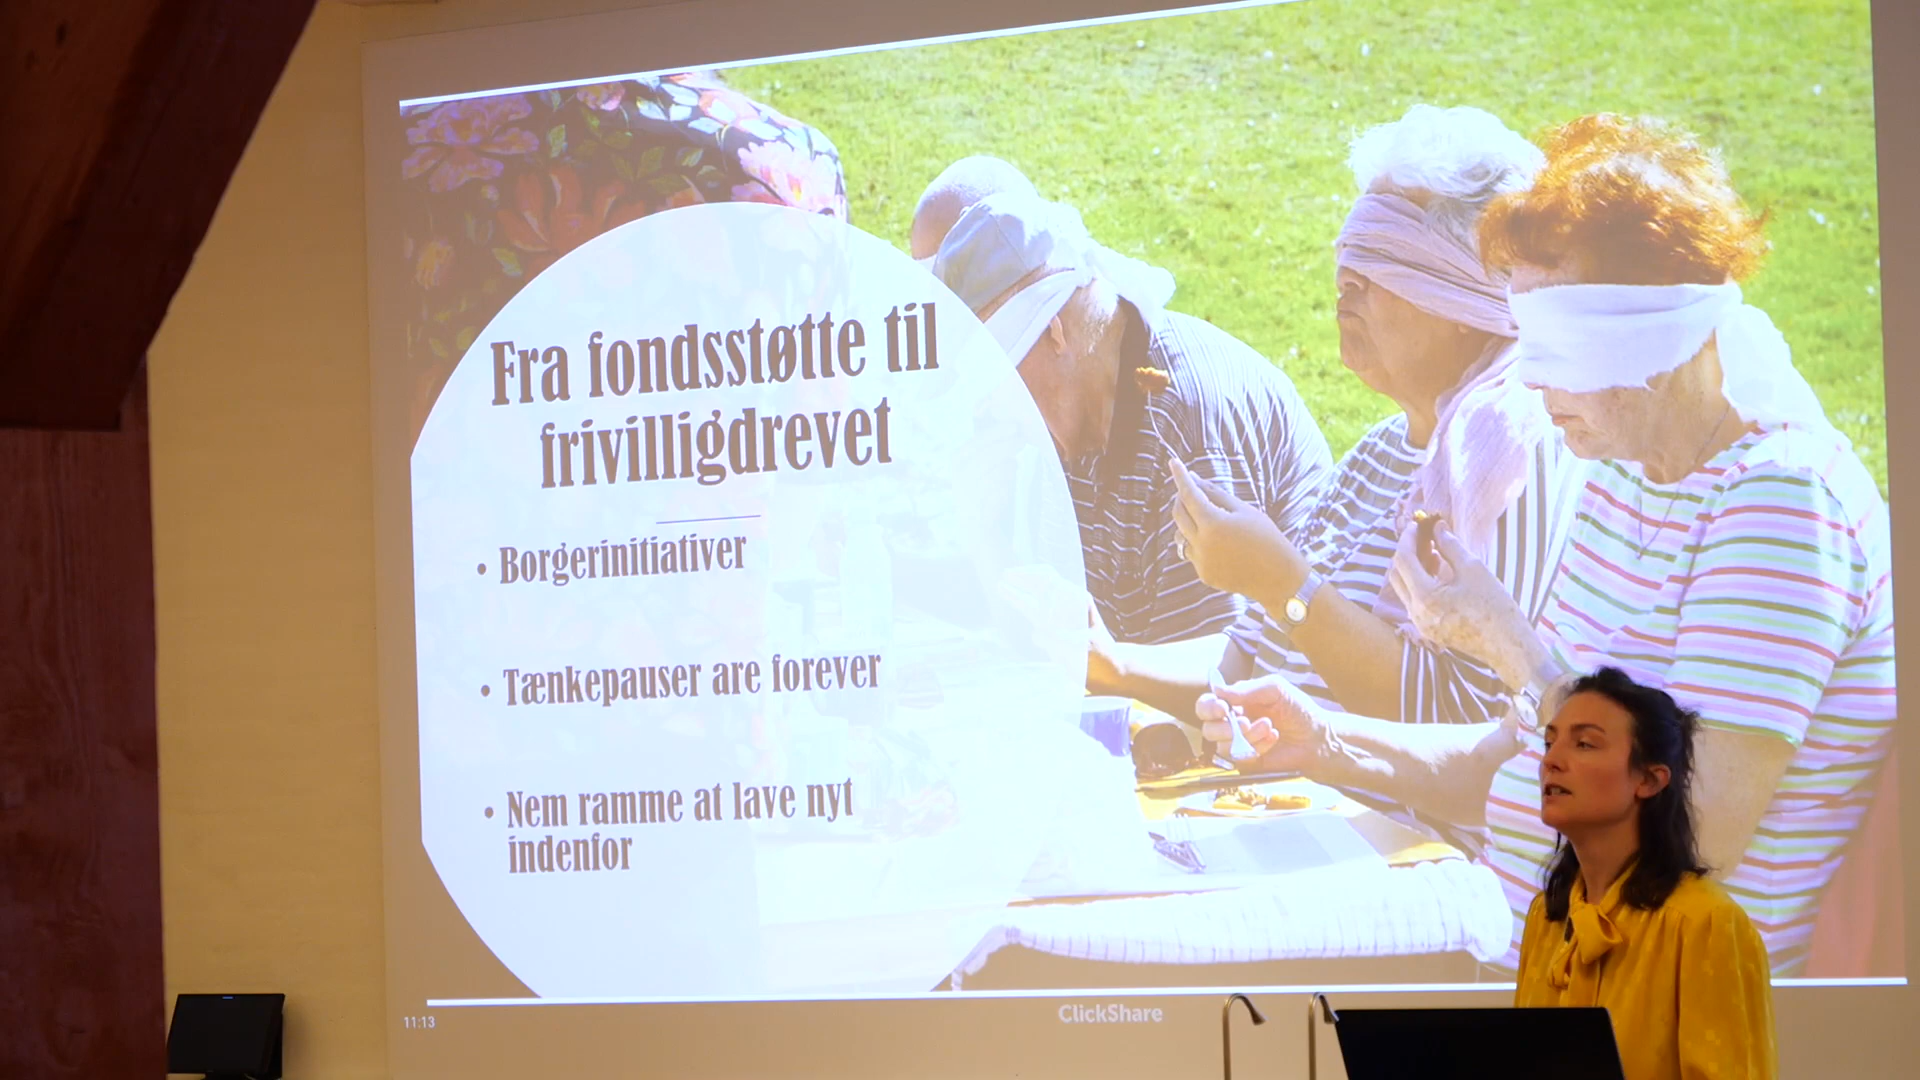 Fra fondsstøtte til
frivilligdrevet
• Borgerinitiativer
• Tænkepauser are forever
• Nem ramme at lave nyt
indenfor
11:13
ClickShare